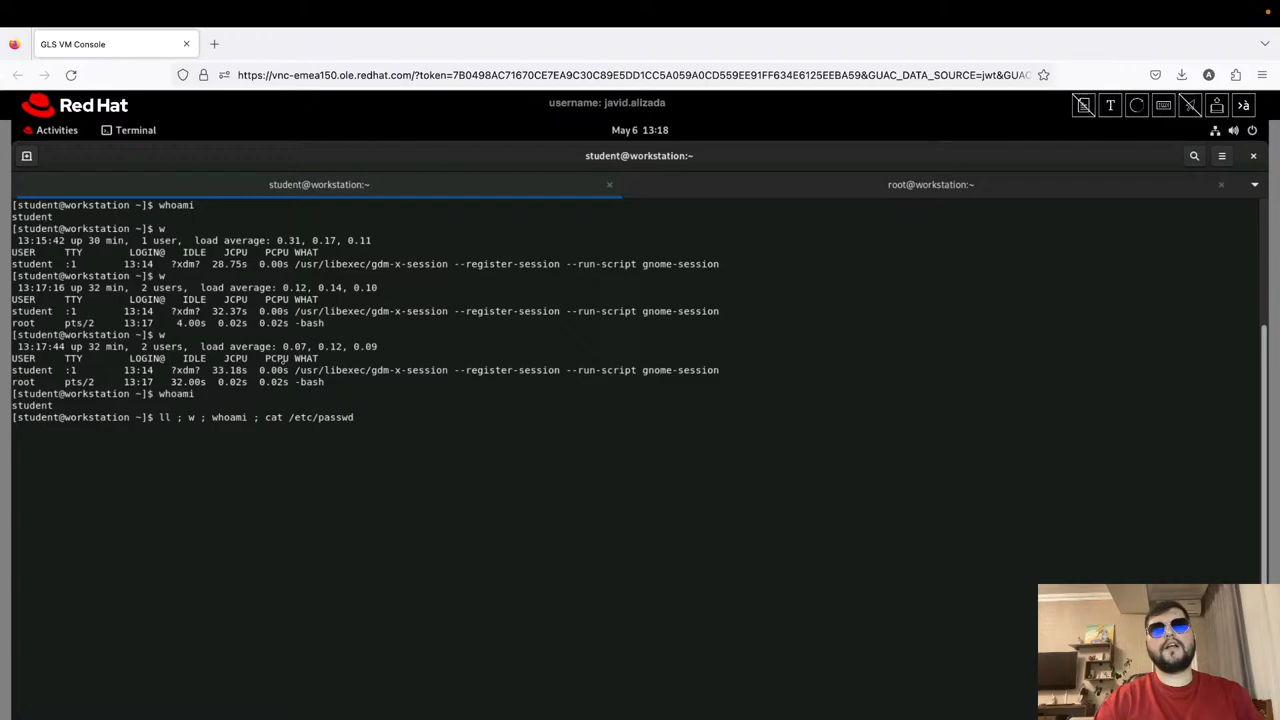 GLS VM Console
https://vnc-emea150.ole.redhat.com/?token=7B0498AC71670CE7EA9C30C89E5DD1CC5A059A0CD559EE91FF634E6125EEBA59&GUAC_DATA_SOURCE=jwt&GUAC
Red Hat
username: javid.alizada
T
Activities
Terminal
May 6 13:18
student@workstation:~
student@workstation:~
root@workstation:~
[student@workstation ~]$ whoami
student
[student@workstation ~]$ w
13:15:42 up 30 min, 1 user, load average: 0.31, 0.17, 0.11
USER TTY LOGIN@ IDLE JCPU PCPU WHAT
student :1 13:14 ?xdm? 28.75s 0.00s /usr/libexec/gdm-x-session --register-session --run-script gnome-session
[student@workstation ~]$ w
13:17:16 up 32 min, 2 users, load average: 0.12, 0.14, 0.10
USER TTY LOGIN@ IDLE JCPU PCPU WHAT
student :1 13:14 ?xdm? 32.37s 0.00s /usr/libexec/gdm-x-session --register-session --run-script gnome-session
root pts/2 13:17 4.00s 0.02s 0.02s -bash
[student@workstation ~]$ w
13:17:44 up 32 min, 2 users, load average: 0.07, 0.12, 0.09
USER TTY LOGIN@ IDLE JCPU PCPU WHAT
student :1 13:14 ?xdm? 33.18s 0.00s /usr/libexec/gdm-x-session --register-session --run-script gnome-session
root pts/2 13:17 32.00s 0.02s 0.02s -bash
[student@workstation ~]$ whoami
student
[student@workstation ~]$ ll ; w ; whoami ; cat /etc/passwd